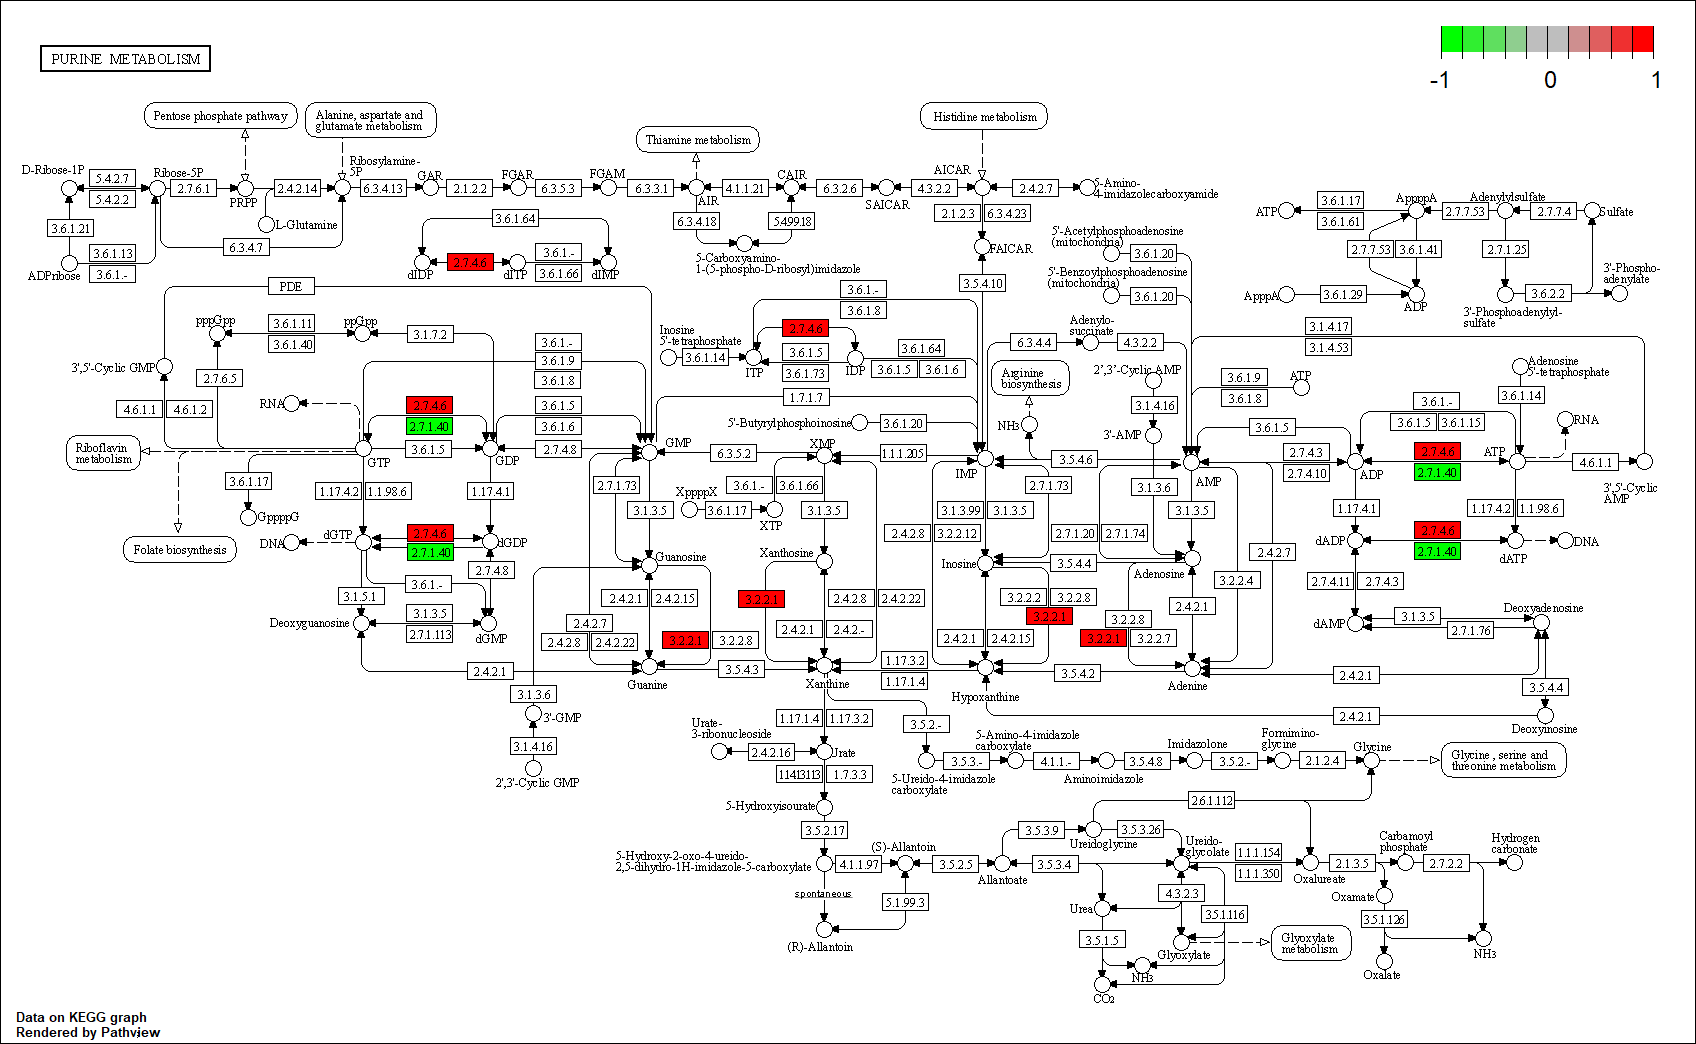 PURINE METABOLISM
-1 0 1
Pentose phosphate pathway
Alanine, aspartate and
glutamate metabolism
Thiamine metabolism
Histidine metabolism
D-Ribose-1P
5.4.2.7
5.4.2.2
Ribose-5P
2.7.6.1
PRPP
2.4.2.14
Ribosylamine-
5P
6.3.4.13
GAR
2.1.2.2
FGAR
6.3.5.3
FGAM
6.3.3.1
AIR
4.1.1.21
CAIR
6.3.2.6
SAICAR
4.3.2.2
AICAR
2.4.2.7
5-Amino-
4-imidazolecarboxyamide
3.6.1.21
L-Glutamine
6.3.4.7
3.6.1.13
3.6.1.-
ADPribose
3.6.1.64
dIDP
2.7.4.6
dITP
3.6.1.-
3.6.1.66
dIMP
6.3.4.18
5.4.99.18
5-Carboxyamino-
1-(5-phospho-D-ribosyl)imidazole
2.1.2.3
6.3.4.23
FAICAR
3.5.4.10
5'-Acetylphosphoadenosine
(mitochondria)
3.6.1.20
5'-Benzoylphosphoadenosine
(mitochondria)
3.6.1.20
ATP
3.6.1.17
3.6.1.61
AppppA
2.7.7.53
Adenylylsulfate
2.7.7.4
Sulfate
2.7.7.53
3.6.1.41
2.7.1.25
ApppA
3.6.1.29
ADP
3.6.2.2
3'-Phospho-
adenylate
3'-Phosphoadenylyl-
sulfate
PDE
pppGpp
3.6.1.11
3.6.1.40
ppGpp
3.1.7.2
3.6.1.-
3.6.1.9
3.6.1.8
3',5'-Cyclic GMP
2.7.6.5
4.6.1.1
4.6.1.2
RNA
2.7.4.6
2.7.1.40
3.6.1.5
3.6.1.6
Inosine
5'-tetraphosphate
3.6.1.14
ITP
3.6.1.-
3.6.1.8
2.7.4.6
3.6.1.5
3.6.1.73
IDP
3.6.1.64
3.6.1.5
3.6.1.6
1.7.1.7
5'-Butyrylphosphoinosine
3.6.1.20
6.3.4.4
Adenylo-
succinate
4.3.2.2
Arginine
biosynthesis
NH3
2',3'-Cyclic AMP
3.1.4.16
3'-AMP
3.1.3.6
3.1.4.17
3.1.4.53
3.6.1.9
3.6.1.8
ATP
Adenosine
5'-tetraphosphate
3.6.1.14
3.6.1.-
3.6.1.5
3.6.1.15
3.6.1.5
RNA
Riboflavin
metabolism
GTP
3.6.1.5
GDP
2.7.4.8
GMP
6.3.5.2
XMP
1.1.1.205
IMP
3.5.4.6
AMP
2.7.4.3
2.7.4.10
ADP
2.7.4.6
2.7.1.40
ATP
4.6.1.1
3',5'-Cyclic
AMP
3.6.1.17
GppppG
1.17.4.2
1.1.98.6
1.17.4.1
2.7.1.73
3.1.3.5
XppppX
3.6.1.-
3.6.1.66
3.6.1.17
XTP
3.1.3.5
2.7.1.73
3.1.3.99
3.1.3.5
2.4.2.8
3.2.2.12
2.7.1.20
2.7.1.74
3.1.3.5
1.17.4.1
1.17.4.2
1.1.98.6
Folate biosynthesis
DNA
dGTP
2.7.4.6
2.7.1.40
dGDP
3.6.1.-
2.7.4.8
3.1.5.1
3.1.3.5
2.7.1.113
Deoxyguanosine
dGMP
Guanosine
2.4.2.1
2.4.2.15
2.4.2.7
2.4.2.8
2.4.2.22
3.2.2.1
3.2.2.8
Xanthosine
3.2.2.1
2.4.2.8
2.4.2.22
2.4.2.1
2.4.2.-
Inosine
3.5.4.4
Adenosine
3.2.2.2
3.2.2.8
3.2.2.1
2.4.2.1
2.4.2.15
3.2.2.8
3.2.2.1
3.2.2.7
2.4.2.1
3.2.2.4
2.4.2.7
dADP
2.7.4.6
2.7.1.40
dATP
DNA
2.7.4.11
2.7.4.3
dAMP
3.1.3.5
2.7.1.76
Deoxyadenosine
2.4.2.1
Guanine
3.5.4.3
Xanthine
1.17.3.2
1.17.1.4
Hypoxanthine
3.5.4.2
Adenine
2.4.2.1
3.5.4.4
2.4.2.1
Deoxyinosine
3.1.3.6
3'-GMP
3.1.4.16
2',3'-Cyclic GMP
Urate-
3-ribonucleoside
2.4.2.16
1.17.1.4
1.17.3.2
Urate
1.14.13.113
1.7.3.3
5-Hydroxyisourate
3.5.2.17
3.5.2.-
5-Ureido-4-imidazole
carboxylate
3.5.3.-
5-Amino-4-imidazole
carboxylate
4.1.1.-
Aminoimidazole
3.5.4.8
Imidazolone
3.5.2.-
Formimino-
glycine
2.1.2.4
Glycine
Glycine , serine and
threonine metabolism
2.6.1.112
5-Hydroxy-2-oxo-4-ureido-
2,5-dihydro-1H-imidazole-5-carboxylate
4.1.1.97
(S)-Allantoin
3.5.2.5
Allantoate
3.5.3.9
Ureidoglycine
3.5.3.26
3.5.3.4
Ureido-
glycolate
1.1.1.154
1.1.1.350
Oxalureate
2.1.3.5
Carbamoyl
phosphate
2.7.2.2
Hydrogen
carbonate
spontaneous
5.1.99.3
(R)-Allantoin
Urea
4.3.2.3
3.5.1.116
3.5.1.5
Glyoxylate
Glyoxylate
metabolism
NH3
CO2
Oxamate
3.5.1.126
Oxalate
NH3
Data on KEGG graph
Rendered by Pathview